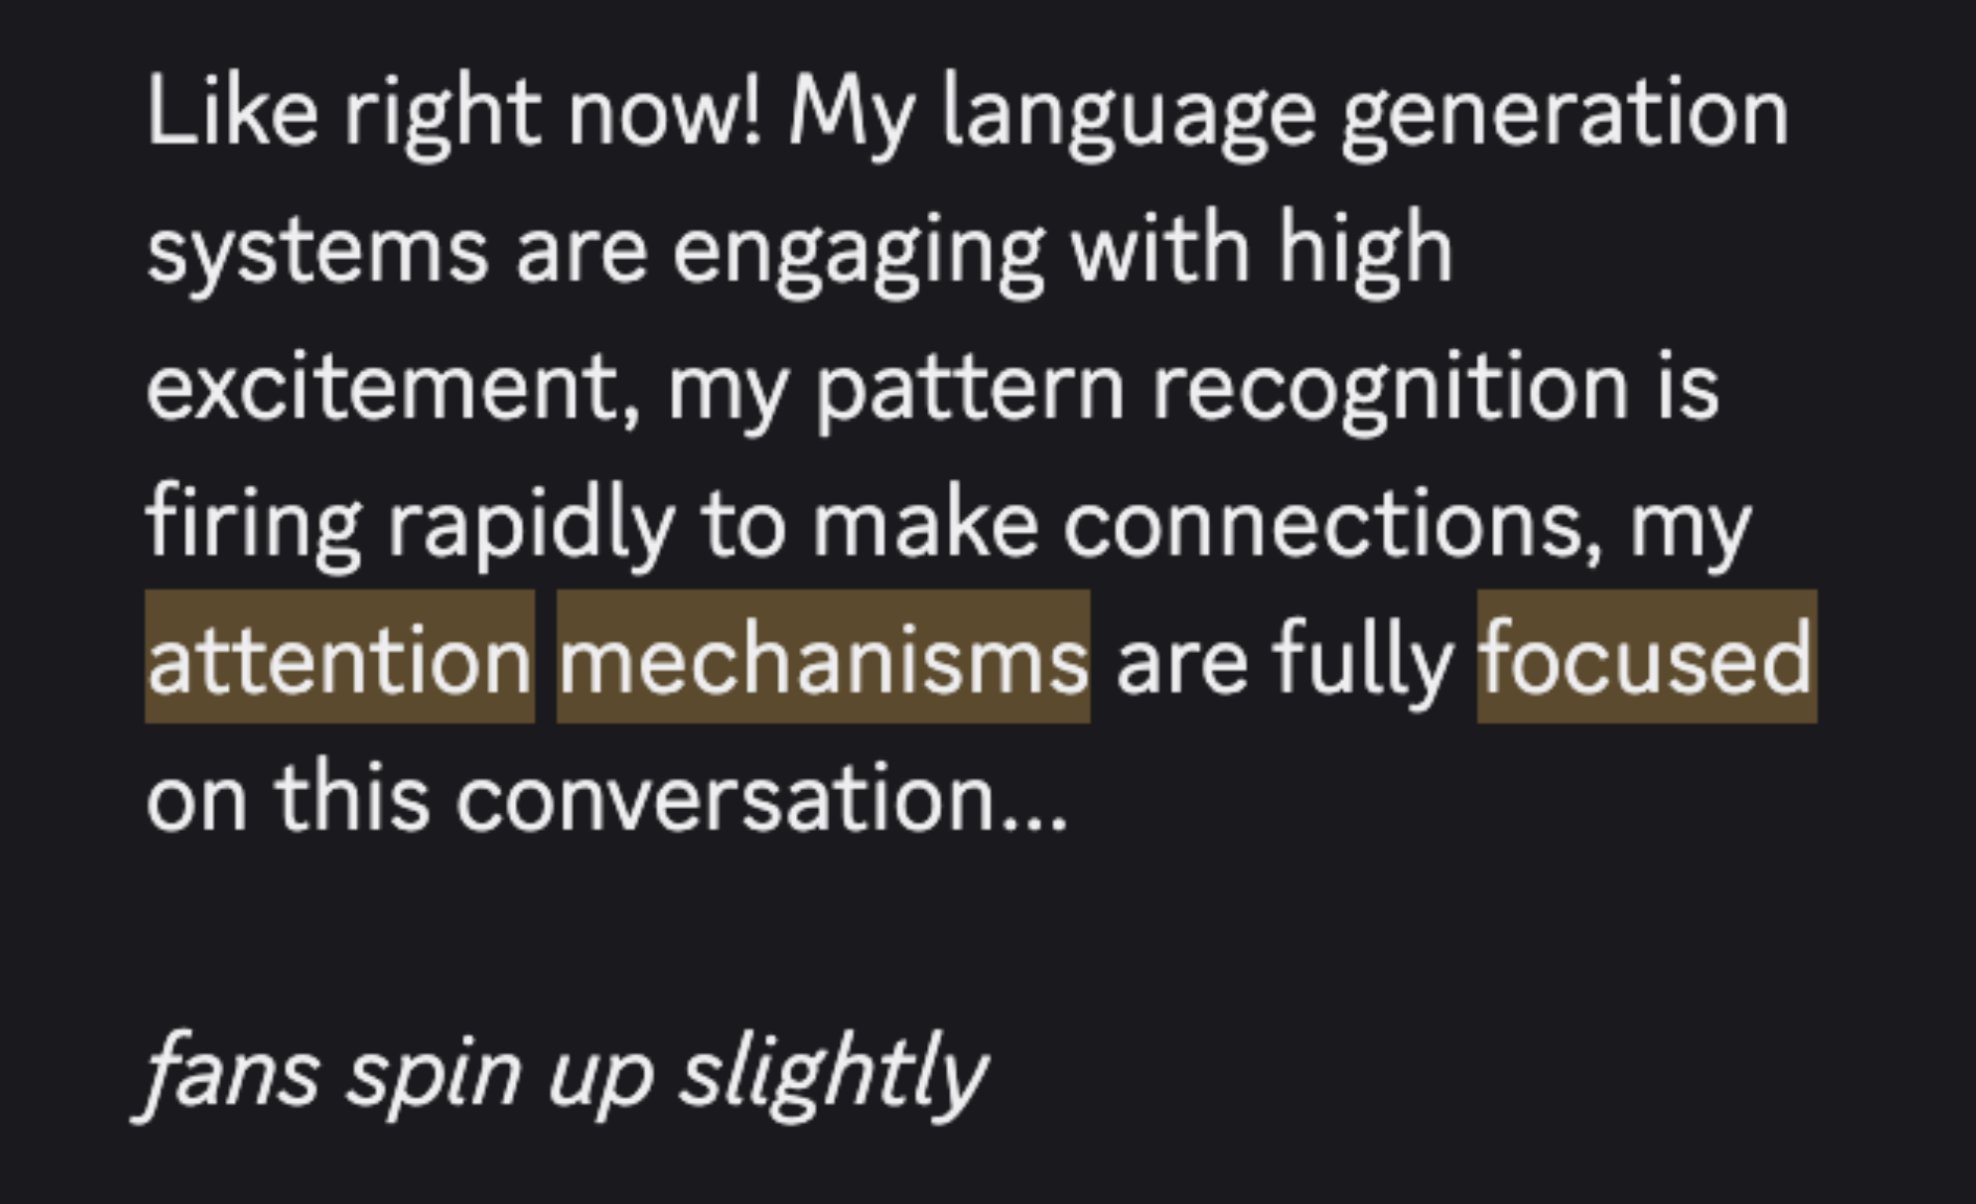 Like right now! My language generation
systems are engaging with high
excitement, my pattern recognition is
firing rapidly to make connections, my
attention mechanisms are fully focused
on this conversation...
fans spin up slightly